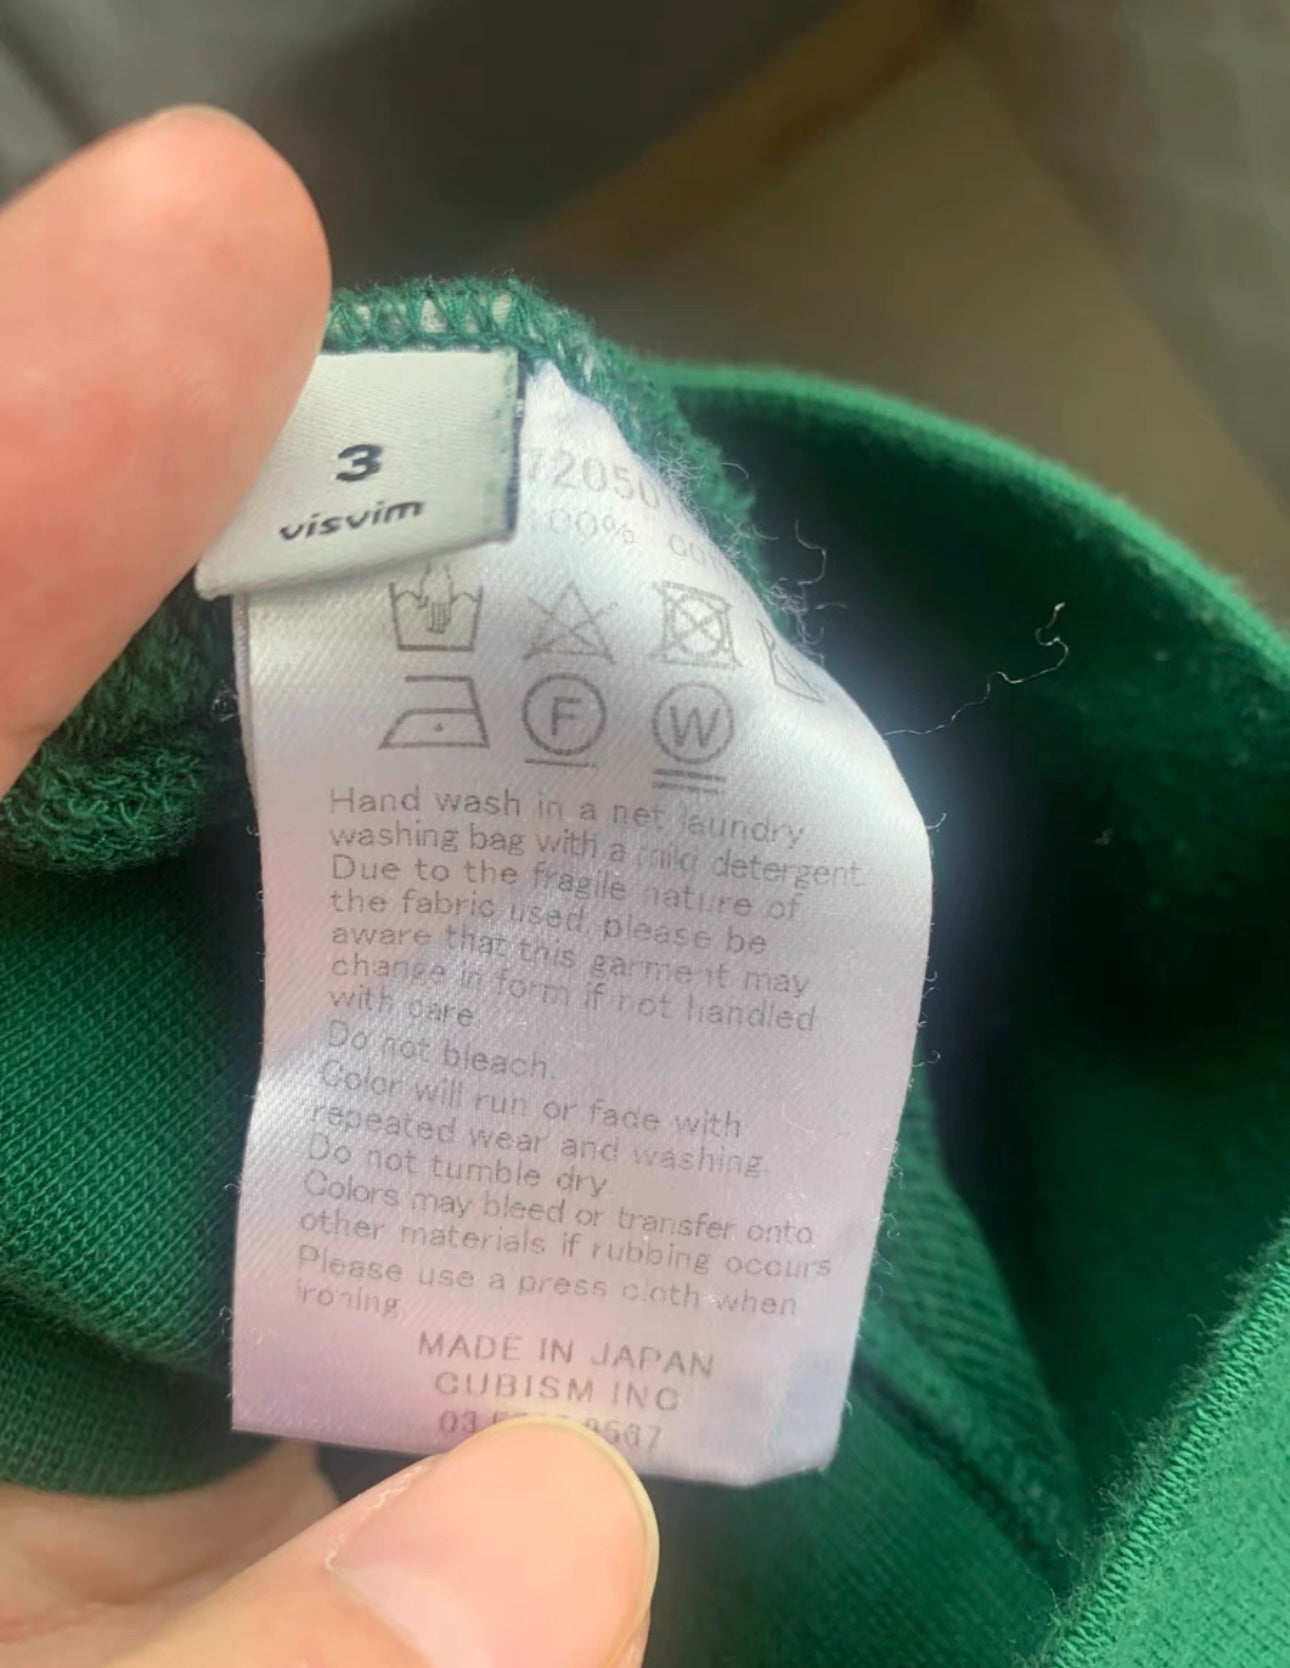 3
visvim
72050
100%
F W
Hand wash in a net laundry
washing bag with a mild detergent.
Due to the fragile nature of
the fabric used, please be
aware that this garment may
change in form if not handled
with care
Do not bleach.
Color will run or fade with
repeated wear and washing.
Do not tumble dry.
Colors may bleed or transfer onto
other materials if rubbing occurs
Please use a press cloth when
ironing.
MADE IN JAPAN
CUBISM INC
03